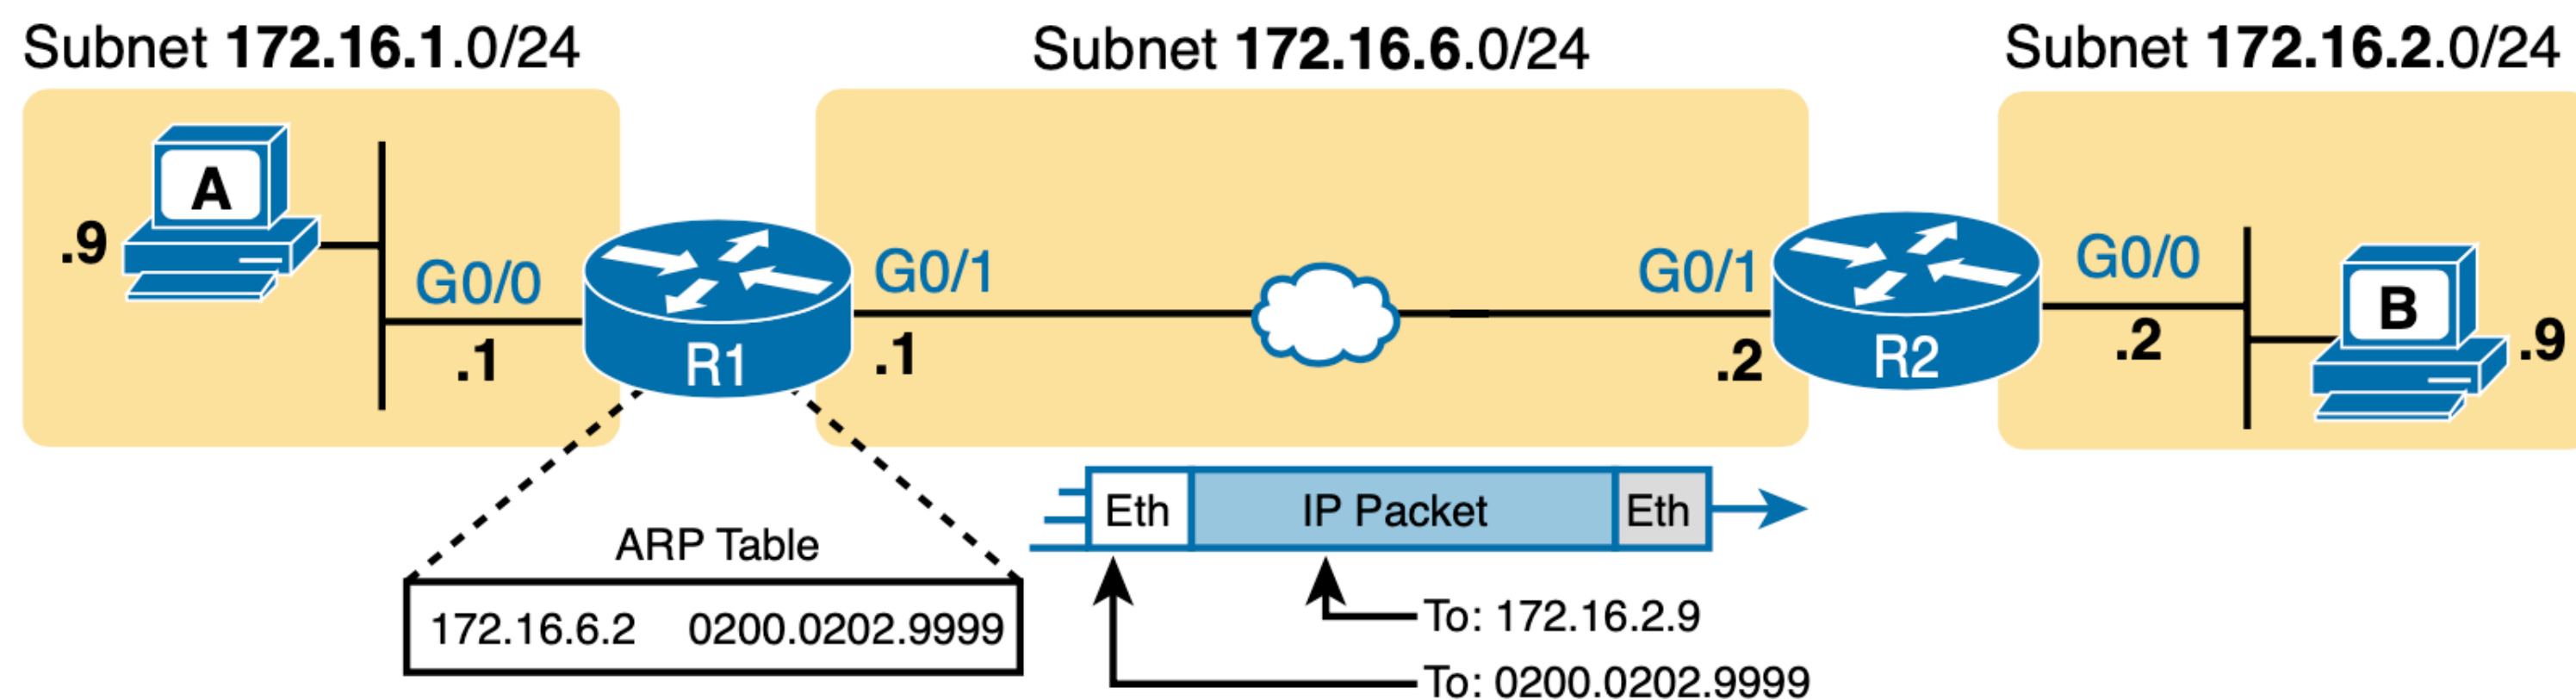 Subnet 172.16.1.0/24
Subnet 172.16.6.0/24
Subnet 172.16.2.0/24
A
.9
G0/0
.1
R1
G0/1
.1
G0/1
.2
R2
G0/0
.2
B
.9
ARP Table
172.16.6.2 0200.0202.9999
Eth IP Packet Eth
To: 172.16.2.9
To: 0200.0202.9999